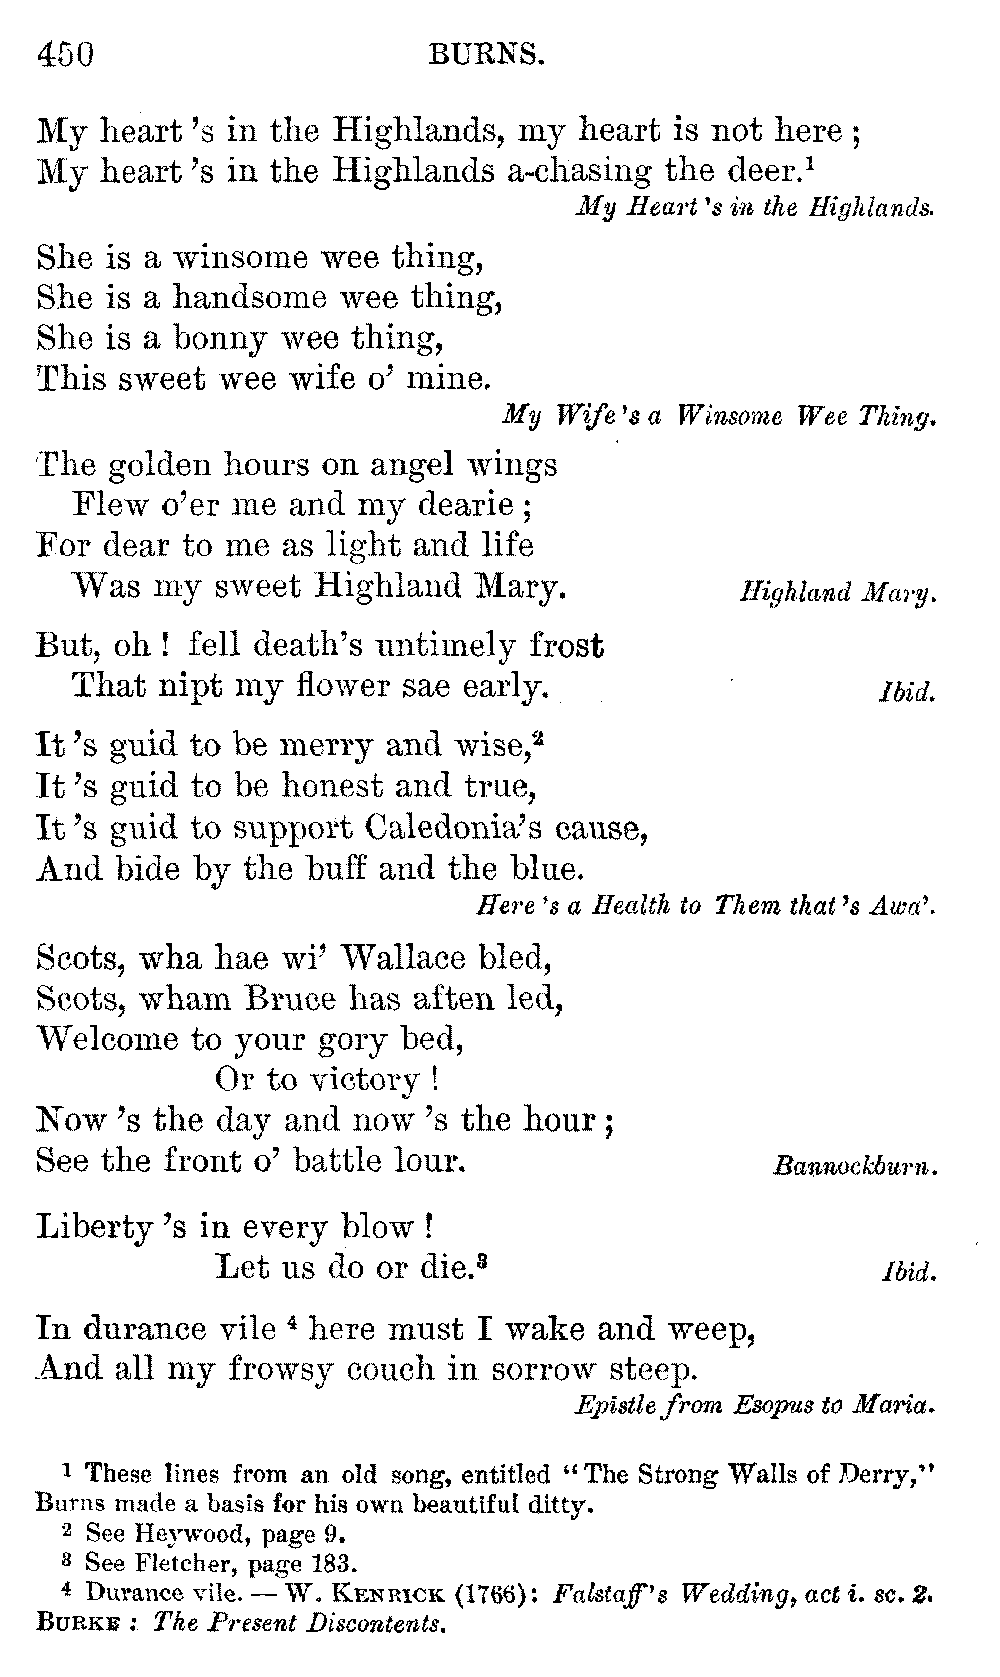 450 BURNS.
My heart 's in the Highlands, my heart is not here ;
My heart 's in the Highlands a-chasing the deer.¹
My Heart 's in the Highlands.
She is a winsome wee thing,
She is a handsome wee thing,
She is a bonny wee thing,
This sweet wee wife o' mine.
My Wife 's a Winsome Wee Thing.
The golden hours on angel wings
Flew o'er me and my dearie ;
For dear to me as light and life
Was my sweet Highland Mary. Highland Mary.
But, oh ! fell death's untimely frost
That nipt my flower sae early. Ibid.
It 's guid to be merry and wise,²
It 's guid to be honest and true,
It 's guid to support Caledonia's cause,
And bide by the buff and the blue.
Here 's a Health to Them that 's Awa'.
Scots, wha hae wi' Wallace bled,
Scots, wham Bruce has aften led,
Welcome to your gory bed,
Or to victory !
Now 's the day and now 's the hour ;
See the front o' battle lour. Bannockburn.
Liberty 's in every blow !
Let us do or die.³ Ibid.
In durance vile ⁴ here must I wake and weep,
And all my frowsy couch in sorrow steep.
Epistle from Esopus to Maria.
1 These lines from an old song, entitled “The Strong Walls of Derry,”
Burns made a basis for his own beautiful ditty.
2 See Heywood, page 9.
3 See Fletcher, page 183.
4 Durance vile. — W. KENRICK (1766): Falstaff's Wedding, act i. sc. 2.
BURKE : The Present Discontents.